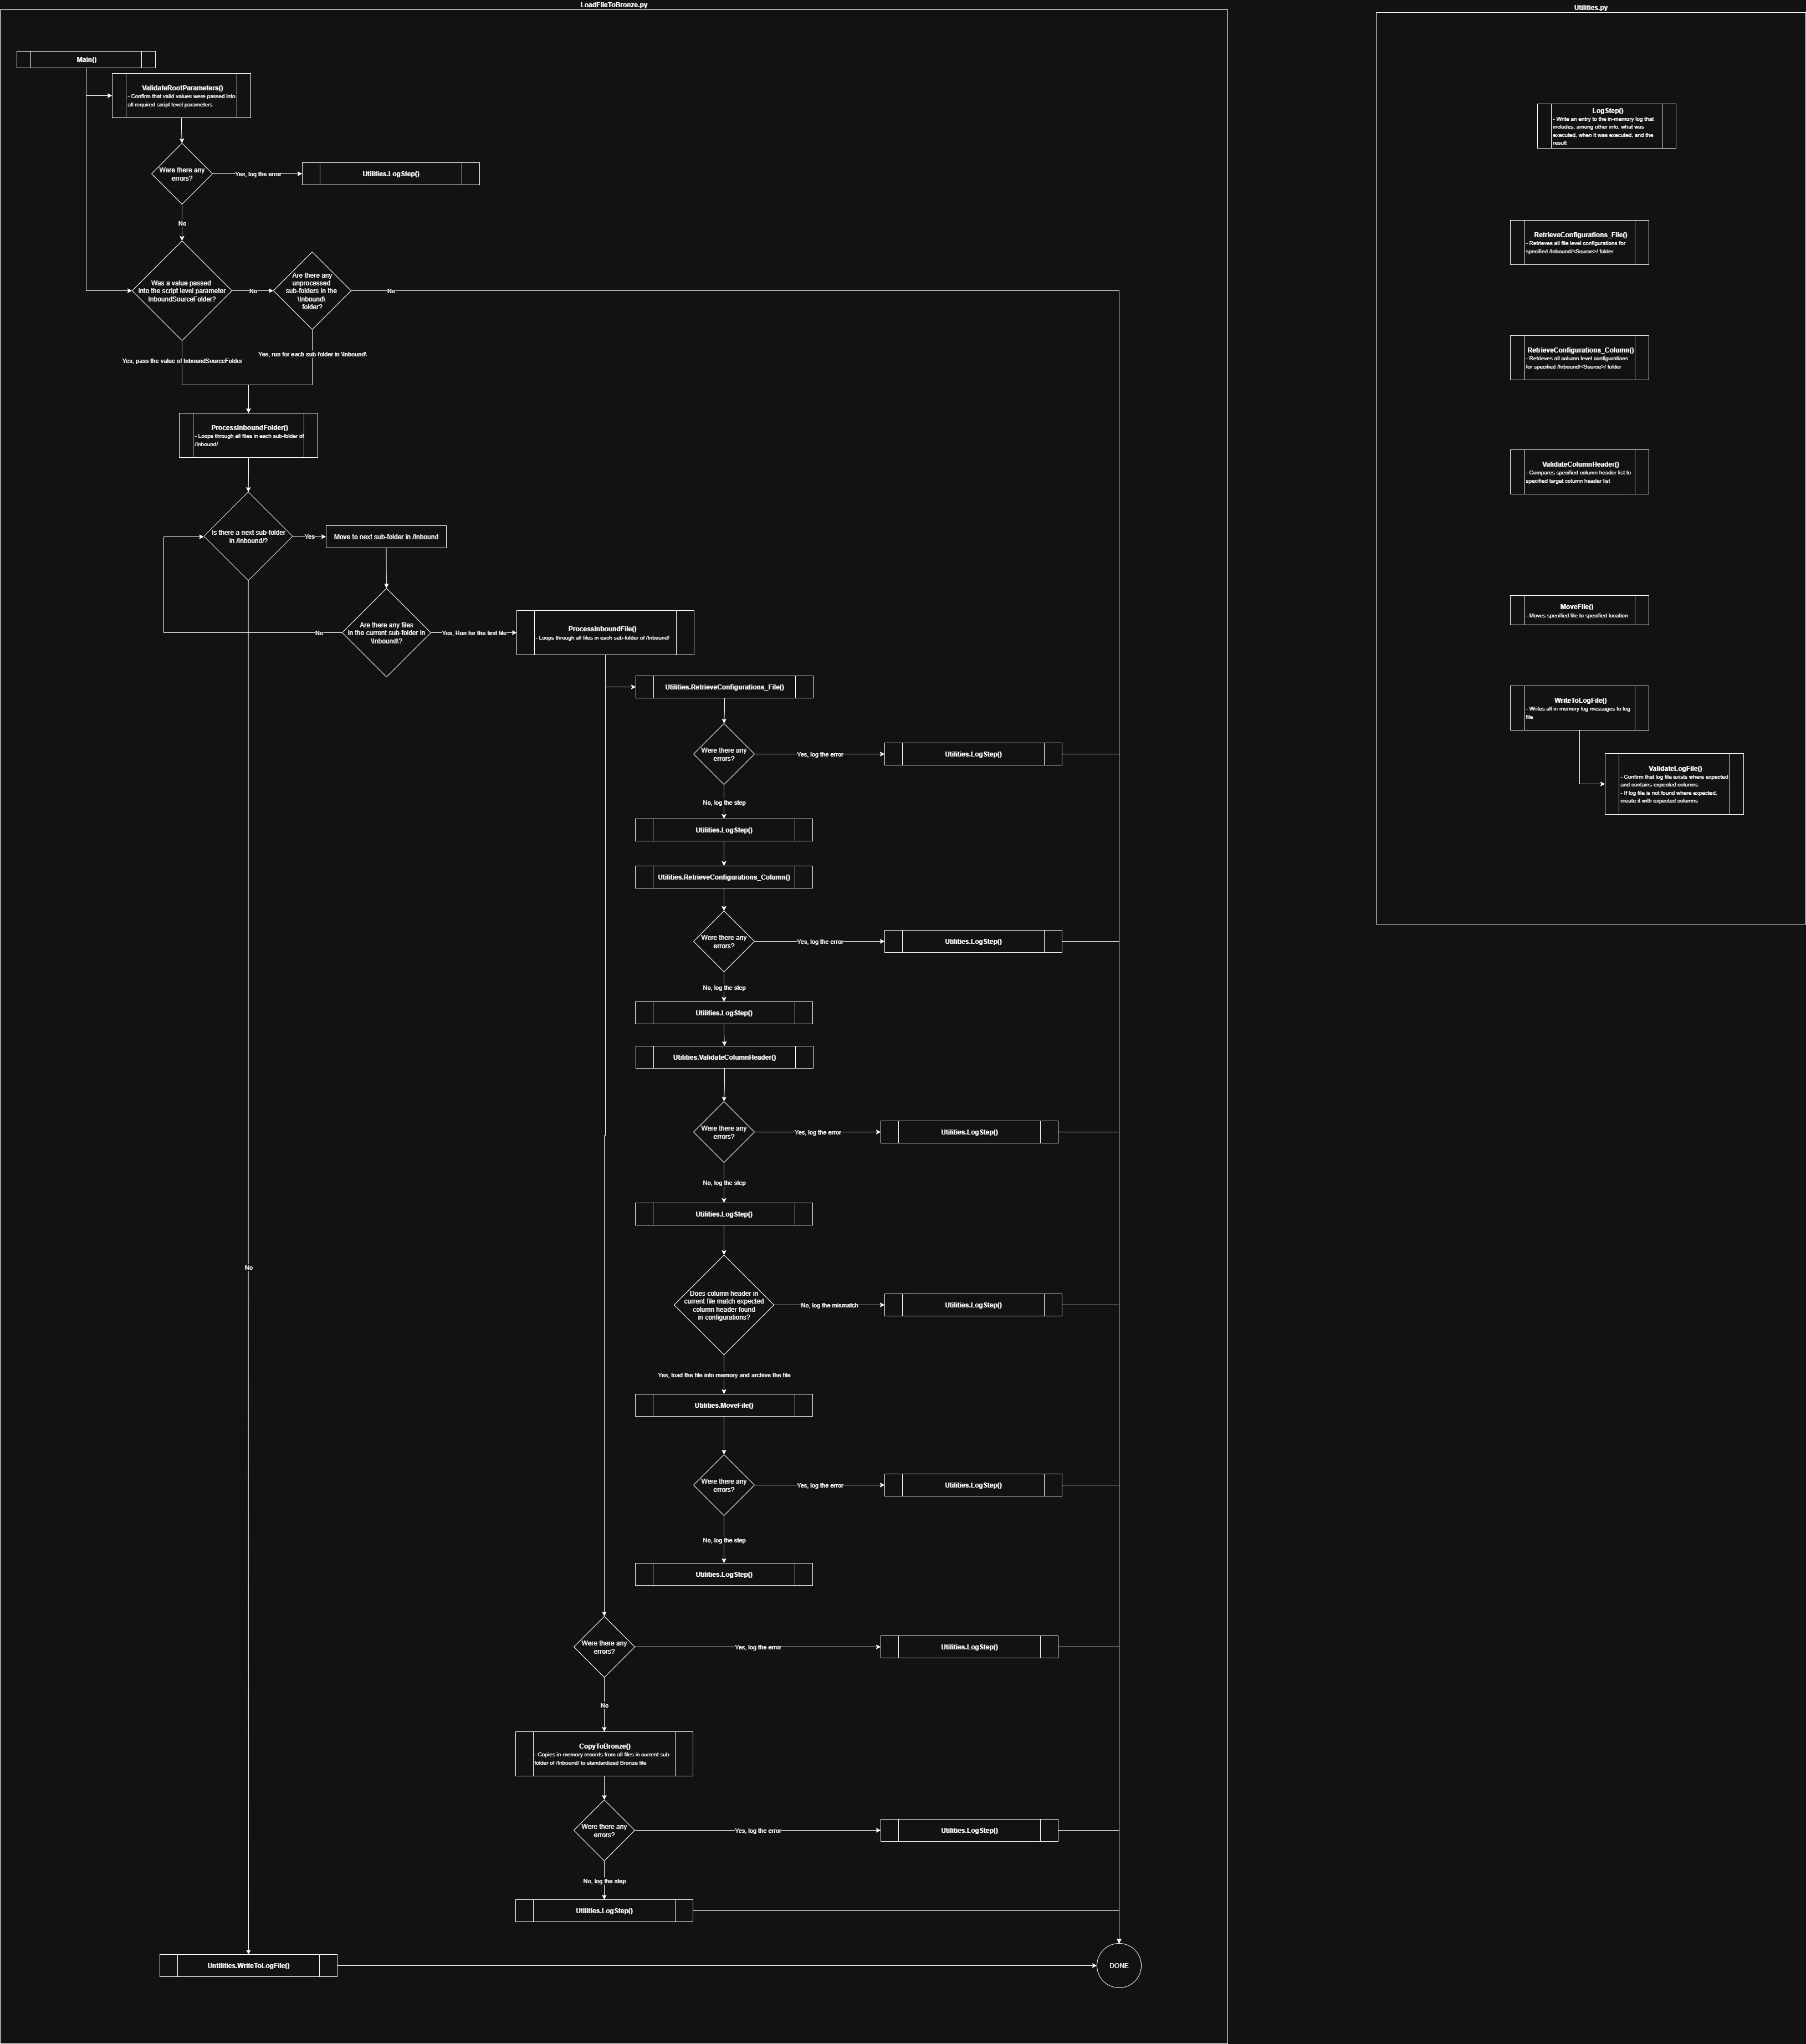 LoadFileToBronze.py
Utilities.py
Main()
ValidateRootParameters()
- Confirm that valid values were passed into
all required script level parameters
Were there any
errors?
Yes, log the error
Utilities.LogStep()
No
Was a value passed
into the script level parameter
InboundSourceFolder?
No
Are there any
unprocessed
sub-folders in the
\Inbound\
folder?
No
Yes, pass the value of InboundSourceFolder
Yes, run for each sub-folder in \Inbound\
ProcessInboundFolder()
- Loops through all files in each sub-folder of
/Inbound/
Is there a next sub-folder
in /Inbound/?
Yes
Move to next sub-folder in /Inbound
Are there any files
in the current sub-folder in
\Inbound\?
No
Yes, Run for the first file
ProcessInboundFile()
- Loops through all files in each sub-folder of /Inbound/
Utilities.RetrieveConfigurations_File()
Were there any
errors?
Yes, log the error
Utilities.LogStep()
No, log the step
Utilities.LogStep()
Utilities.RetrieveConfigurations_Column()
Were there any
errors?
Yes, log the error
Utilities.LogStep()
No, log the step
Utilities.LogStep()
Utilities.ValidateColumnHeader()
Were there any
errors?
Yes, log the error
Utilities.LogStep()
No, log the step
Utilities.LogStep()
No
Does column header in
current file match expected
column header found
in configurations?
No, log the mismatch
Utilities.LogStep()
Yes, load the file into memory and archive the file
Utilities.MoveFile()
Were there any
errors?
Yes, log the error
Utilities.LogStep()
No, log the step
Utilities.LogStep()
Were there any
errors?
Yes, log the error
Utilities.LogStep()
No
CopyToBronze()
- Copies in-memory records from all files in current sub-
folder of /Inbound/ to standardized Bronze file
Were there any
errors?
Yes, log the error
Utilities.LogStep()
No, log the step
Utilities.LogStep()
Untilities.WriteToLogFile()
DONE
LogStep()
- Write an entry to the in-memory log that
includes, among other info, what was
executed, when it was executed, and the
result
RetrieveConfigurations_File()
- Retrieves all file level configurations for
specified /Inbound/<Source>/ folder
RetrieveConfigurations_Column()
- Retrieves all column level configurations
for specified /Inbound/<Source>/ folder
ValidateColumnHeader()
- Compares specified column header list to
specified target column header list
MoveFile()
- Moves specified file to specified location
WriteToLogFile()
- Writes all in memory log messages to log
file
ValidateLogFile()
- Confirm that log file exists where expected
and contains expected columns
- If log file is not found where expected,
create it with expected columns